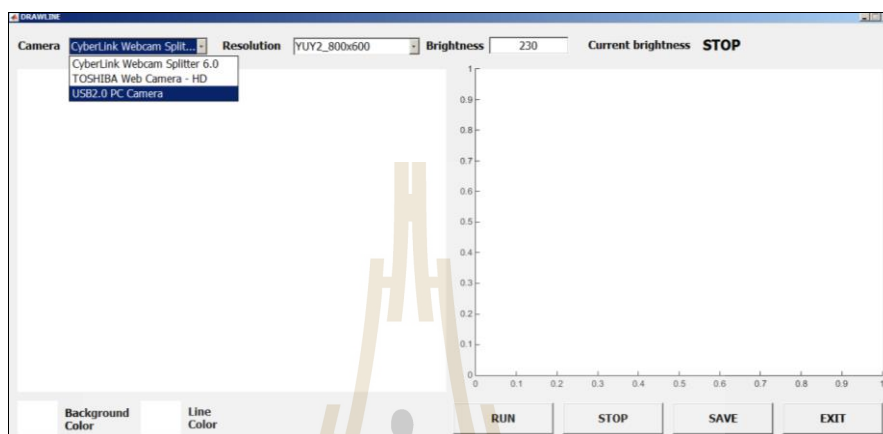 DRAWLINE
Camera CyberLink Webcam Split... Resolution YUY2_800x600 Brightness 230 Current brightness STOP
CyberLink Webcam Splitter 6.0
TOSHIBA Web Camera - HD
USB2.0 PC Camera
1
0.9
0.8
0.7
0.6
0.5
0.4
0.3
0.2
0.1
0
0 0.1 0.2 0.3 0.4 0.5 0.6 0.7 0.8 0.9 1
Background Color
Line Color
RUN STOP SAVE EXIT